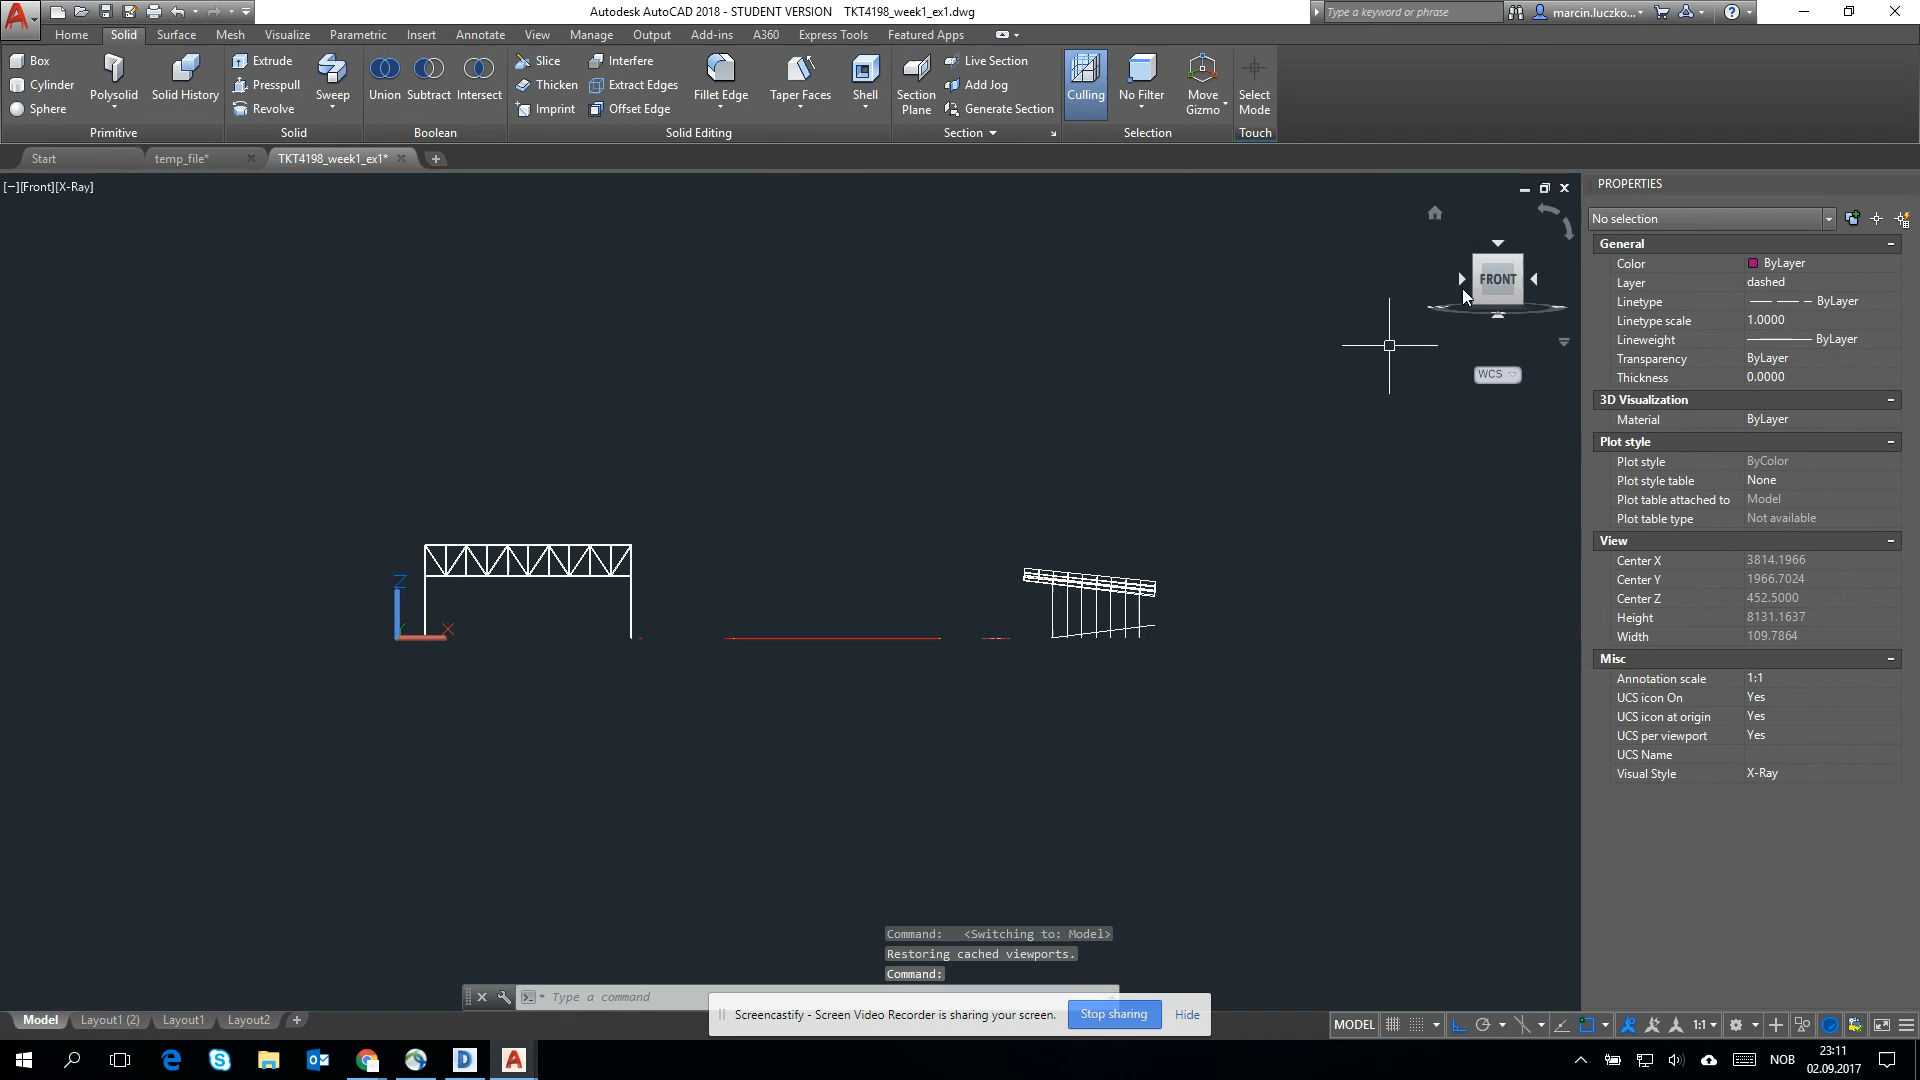 Autodesk AutoCAD 2018 - STUDENT VERSION TKT4198_week1_ex1.dwg
Type a keyword or phrase
marcin.luczko...
Home Solid Surface Mesh Visualize Parametric Insert Annotate View Manage Output Add-ins A360 Express Tools Featured Apps
Box
Cylinder
Sphere
Polysolid
Solid History
Primitive
Extrude
Presspull
Revolve
Sweep
Solid
Union
Subtract
Intersect
Boolean
Slice
Thicken
Imprint
Interfere
Extract Edges
Offset Edge
Fillet Edge
Taper Faces
Shell
Solid Editing
Section
Plane
Live Section
Add Jog
Generate Section
Section
Culling
No Filter
Move
Gizmo
Selection
Select
Mode
Touch
Start
temp_file*
TKT4198_week1_ex1*
[−][Front][X-Ray]
FRONT
WCS
Z
X
PROPERTIES
No selection
General
Color ByLayer
Layer dashed
Linetype ByLayer
Linetype scale 1.0000
Lineweight ByLayer
Transparency ByLayer
Thickness 0.0000
3D Visualization
Material ByLayer
Plot style
Plot style ByColor
Plot style table None
Plot table attached to Model
Plot table type Not available
View
Center X 3814.1966
Center Y 1966.7024
Center Z 452.5000
Height 8131.1637
Width 109.7864
Misc
Annotation scale 1:1
UCS icon On Yes
UCS icon at origin Yes
UCS per viewport Yes
UCS Name
Visual Style X-Ray
Command: <Switching to: Model>
Restoring cached viewports.
Command:
Type a command
Screencastify - Screen Video Recorder is sharing your screen.
Stop sharing
Hide
Model Layout1 (2) Layout1 Layout2
MODEL
1:1
NOB
23:11
02.09.2017